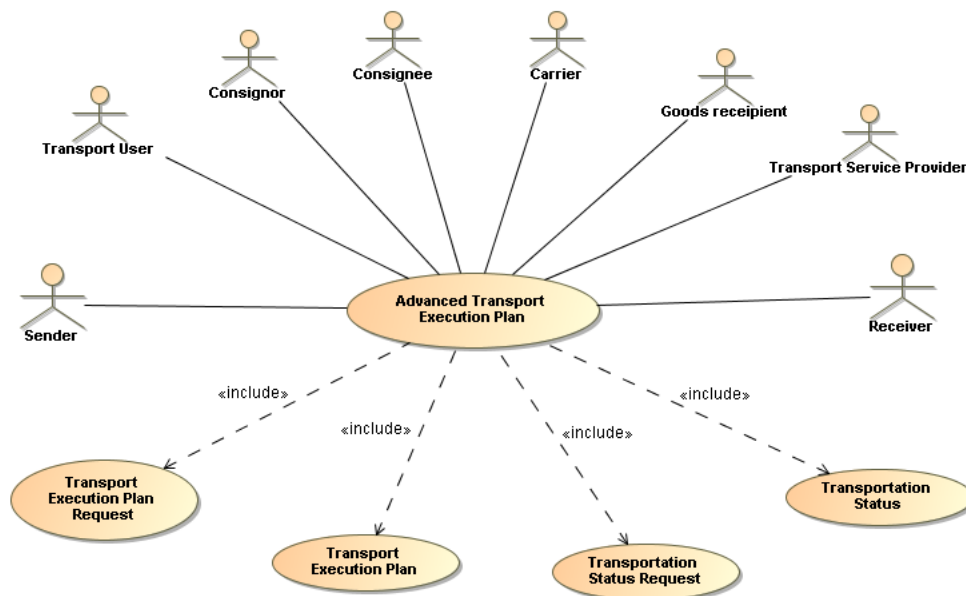 Consignee
Carrier
Consignor
Goods receipient
Transport User
Transport Service Provider
Advanced Transport
Execution Plan
Sender
Receiver
«include»
«include»
«include»
«include»
Transport
Execution Plan
Request
Transportation
Status
Transport
Execution Plan
Transportation
Status Request